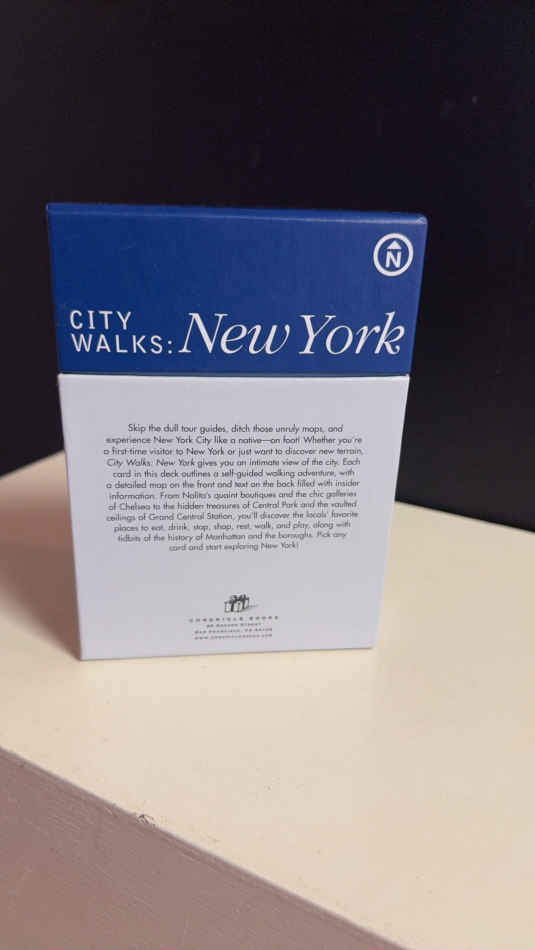 N
CITY
WALKS: New York
Skip the dull tour guides, ditch those unruly maps, and
experience New York City like a native—on foot! Whether you're
a first-time visitor to New York or just want to discover new terrain,
City Walks: New York gives you an intimate view of the city. Each
card in this deck outlines a self-guided walking adventure, with
a detailed map on the front and text on the back filled with insider
information. From Nolita's quaint boutiques and the chic galleries
of Chelsea to the hidden treasures of Central Park and the vaulted
ceilings of Grand Central Station, you'll discover the locals' favorite
places to eat, drink, stop, shop, rest, walk, and play, along with
tidbits of the history of Manhattan and the boroughs. Pick any
card and start exploring New York!
CHRONICLE BOOKS